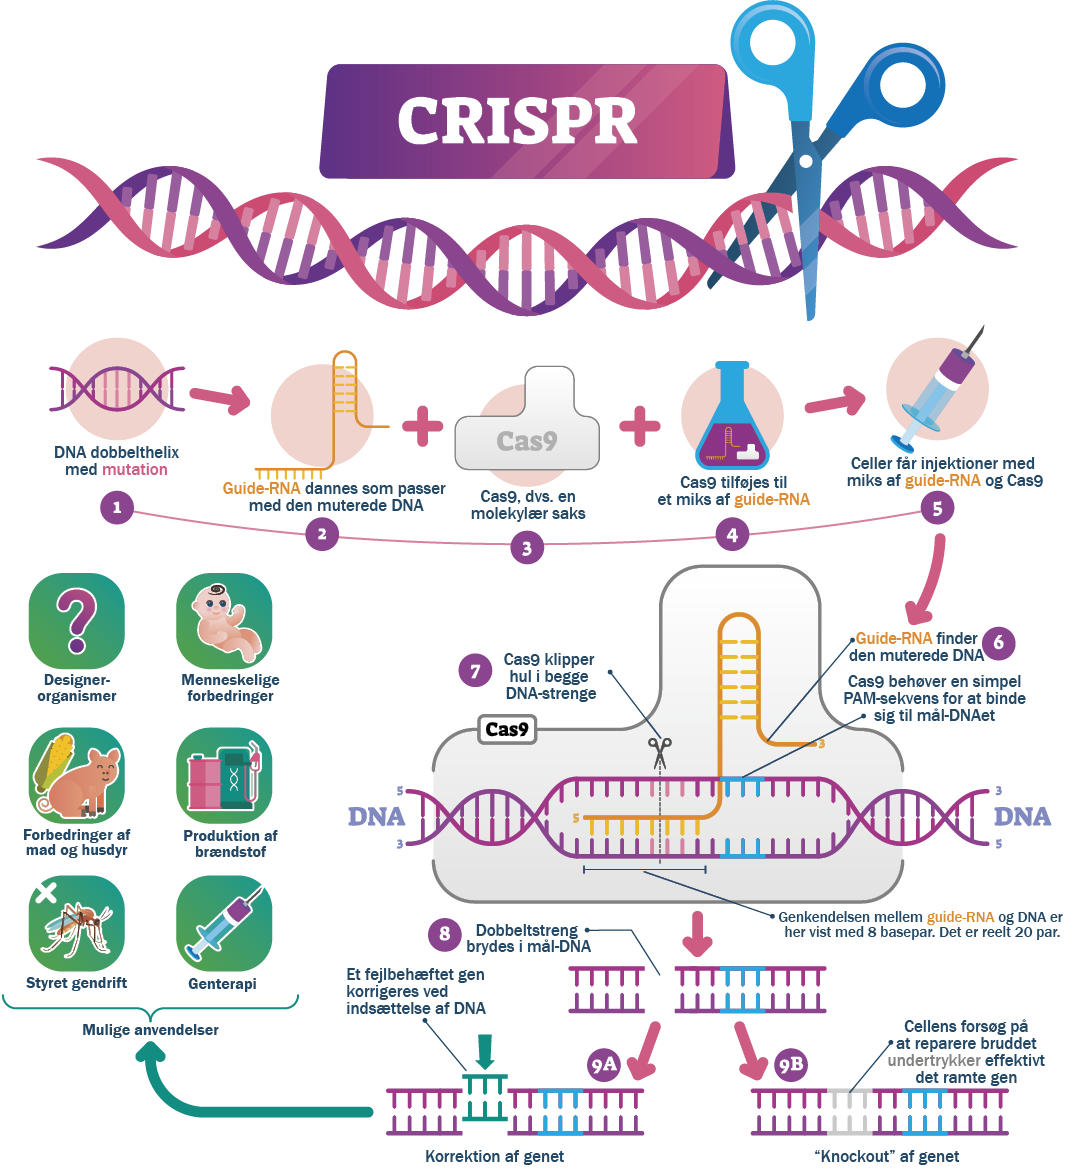 CRISPR
DNA dobbelthelix
med mutation
1
Guide-RNA dannes som passer
med den muterede DNA
2
Cas9
Cas9, dvs. en
molekylær saks
3
Cas9 tilføjes til
et miks af guide-RNA
4
Celler får injektioner med
miks af guide-RNA og Cas9
5
Guide-RNA finder
den muterede DNA
6
Cas9 behøver en simpel
PAM-sekvens for at binde
sig til mål-DNAet
7
Cas9 klipper
hul i begge
DNA-strenge
Cas9
3
5
DNA
5
3
3
DNA
5
Genkendelsen mellem guide-RNA og DNA er
her vist med 8 basepar. Det er reelt 20 par.
8
Dobbeltstreng
brydes i mål-DNA
Et fejlbehæftet gen
korrigeres ved
indsættelse af DNA
9A
Korrektion af genet
9B
Cellens forsøg på
at reparere bruddet
undertrykker effektivt
det ramte gen
“Knockout” af genet
Designer-
organismer
Menneskelige
forbedringer
Forbedringer af
mad og husdyr
Produktion af
brændstof
Styret gendrift
Genterapi
Mulige anvendelser